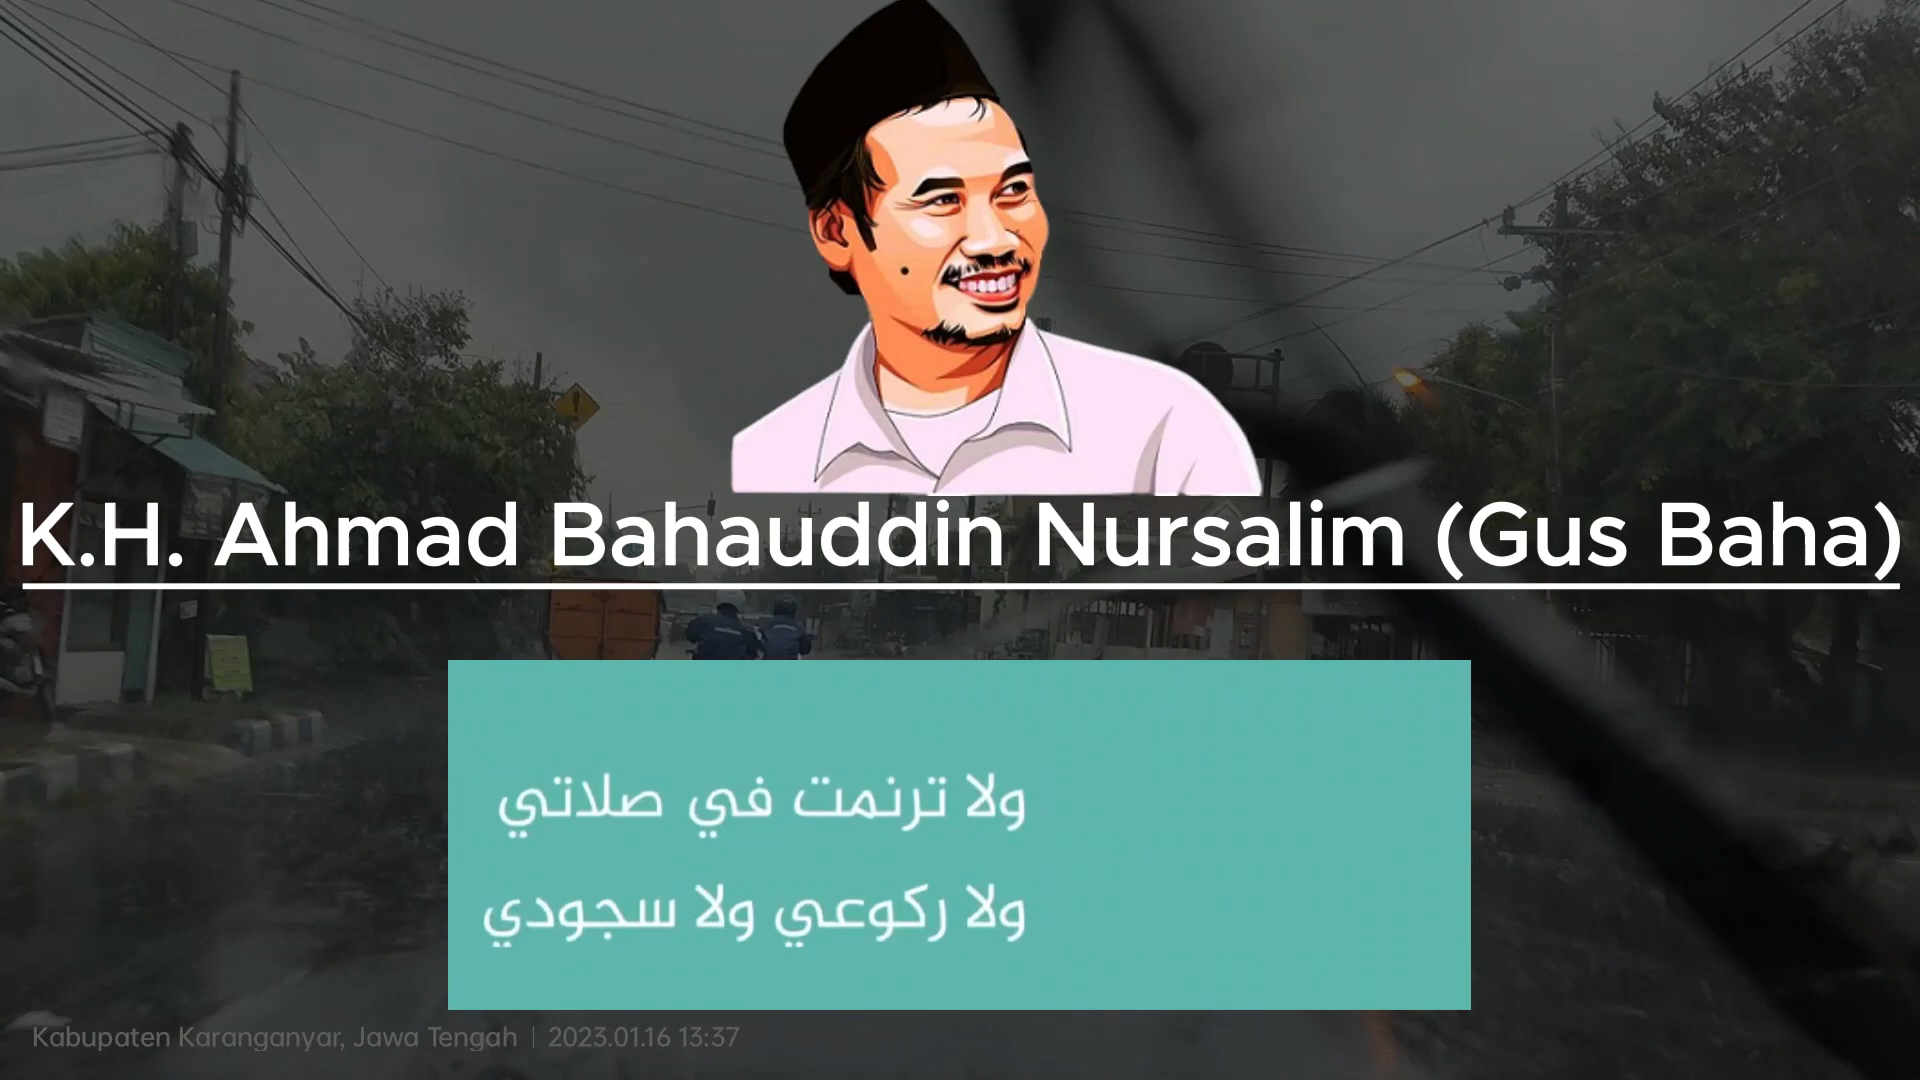 K.H. Ahmad Bahauddin Nursalim (Gus Baha)
ولا ترنمت في صلاتي
ولا ركوعي ولا سجودي
Kabupaten Karanganyar, Jawa Tengah | 2023.01.16 13:37